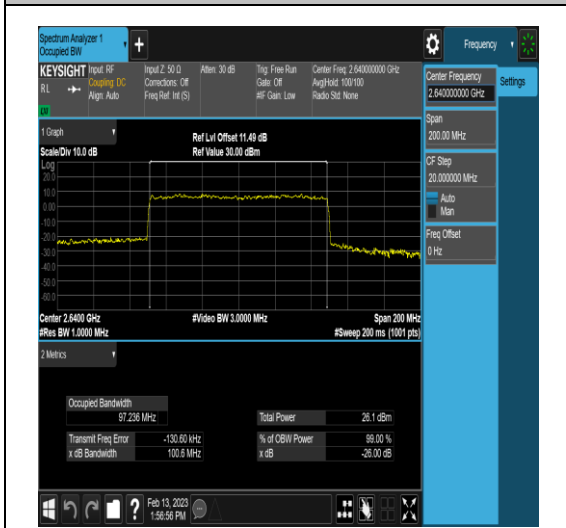 Spectrum Analyzer 1
Occupied BW
Frequency
KEYSIGHT
R L
LXI
Input: RF
Coupling: DC
Align: Auto
Input Z: 50 Ω
Corrections: Off
Freq Ref: Int (S)
Atten: 30 dB
Trig: Free Run
Gate: Off
#IF Gain: Low
Center Freq: 2.640000000 GHz
Avg|Hold: 100/100
Radio Std: None
1 Graph
Scale/Div 10.0 dB
Ref Lvl Offset 11.49 dB
Ref Value 30.00 dBm
Log
20.0
10.0
0.00
-10.0
-20.0
-30.0
-40.0
-50.0
-60.0
Center 2.6400 GHz
#Video BW 3.0000 MHz
Span 200 MHz
#Res BW 1.0000 MHz
#Sweep 200 ms (1001 pts)
2 Metrics
Occupied Bandwidth
97.236 MHz
Total Power 26.1 dBm
Transmit Freq Error -130.60 kHz
% of OBW Power 99.00 %
x dB Bandwidth 100.6 MHz
x dB -26.00 dB
Feb 13, 2023
1:56:56 PM
Center Frequency
2.640000000 GHz
Settings
Span
200.00 MHz
CF Step
20.000000 MHz
Auto
Man
Freq Offset
0 Hz